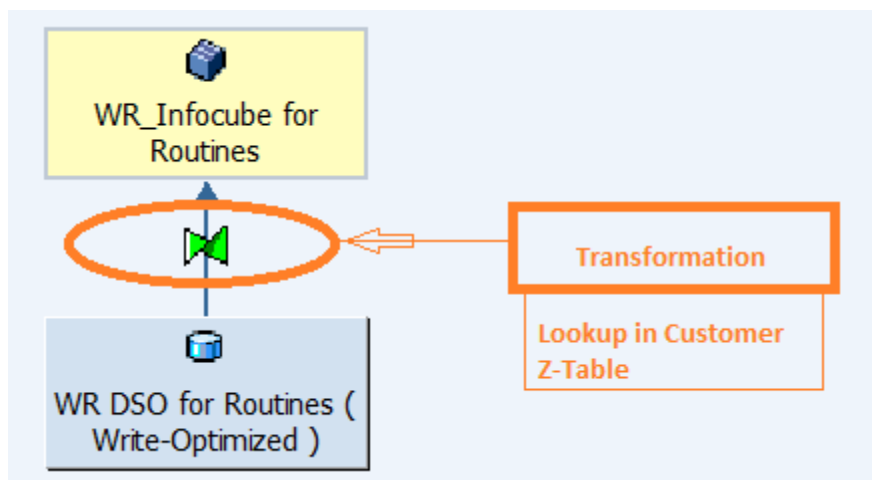 WR_Infocube for
Routines
Transformation
Lookup in Customer
Z-Table
WR DSO for Routines (
Write-Optimized )